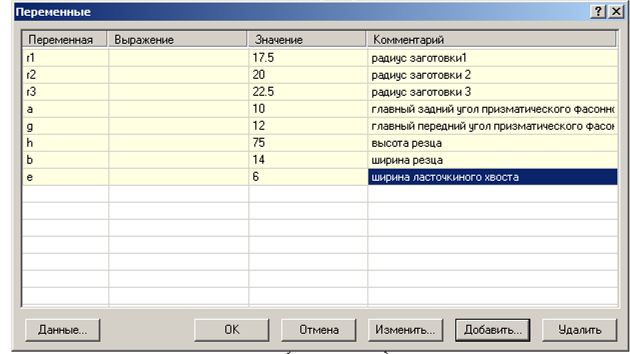 Переменные
Переменная Выражение Значение Комментарий
r1 17.5 радиус заготовки1
r2 20 радиус заготовки 2
r3 22.5 радиус заготовки 3
a 10 главный задний угол призматического фасонно
g 12 главный передний угол призматического фасон
h 75 высота резца
b 14 ширина резца
e 6 ширина ласточкиного хвоста
Данные... OK Отмена Изменить... Добавить... Удалить